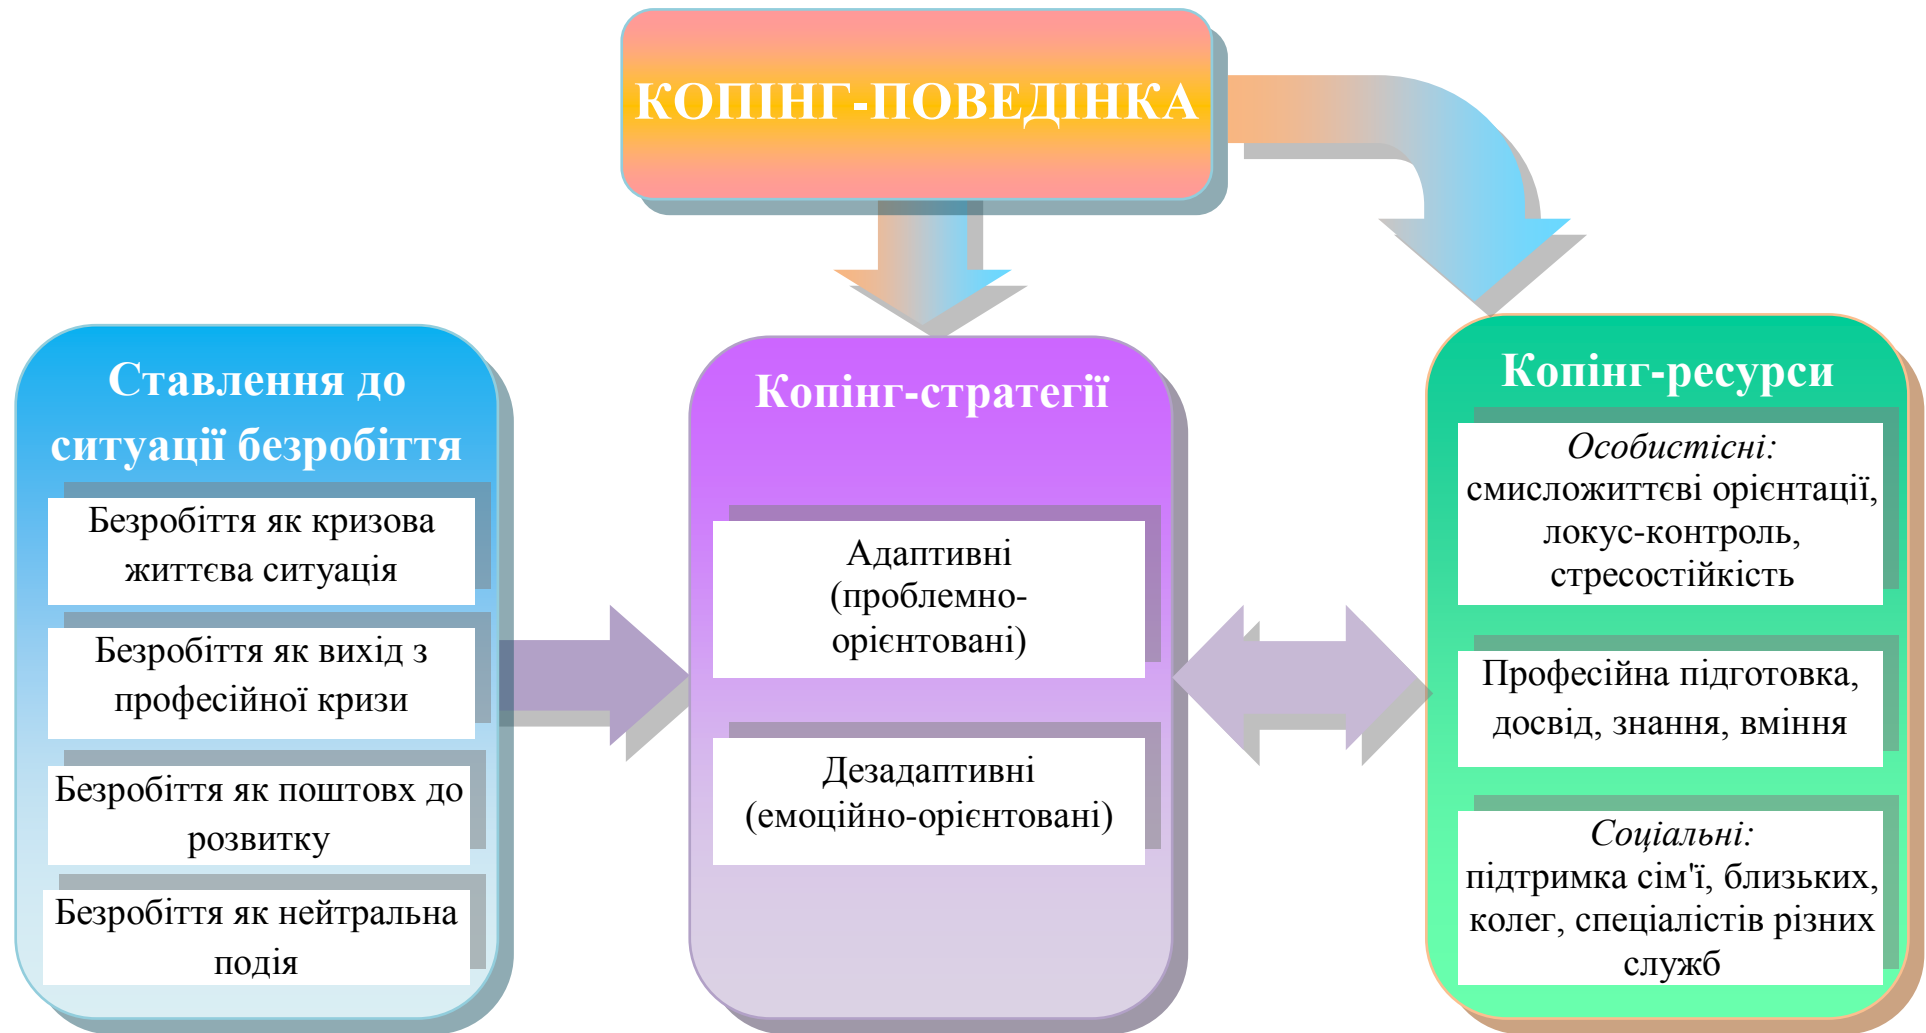 КОПІНГ-ПОВЕДІНКА
Ставлення до
ситуації безробіття
Безробіття як кризова
життєва ситуація
Безробіття як вихід з
професійної кризи
Безробіття як поштовх до
розвитку
Безробіття як нейтральна
подія
Копінг-стратегії
Адаптивні
(проблемно-
орієнтовані)
Дезадаптивні
(емоційно-орієнтовані)
Копінг-ресурси
Особистісні:
смисложиттєві орієнтації,
локус-контроль,
стресостійкість
Професійна підготовка,
досвід, знання, вміння
Соціальні:
підтримка сім'ї, близьких,
колег, спеціалістів різних
служб